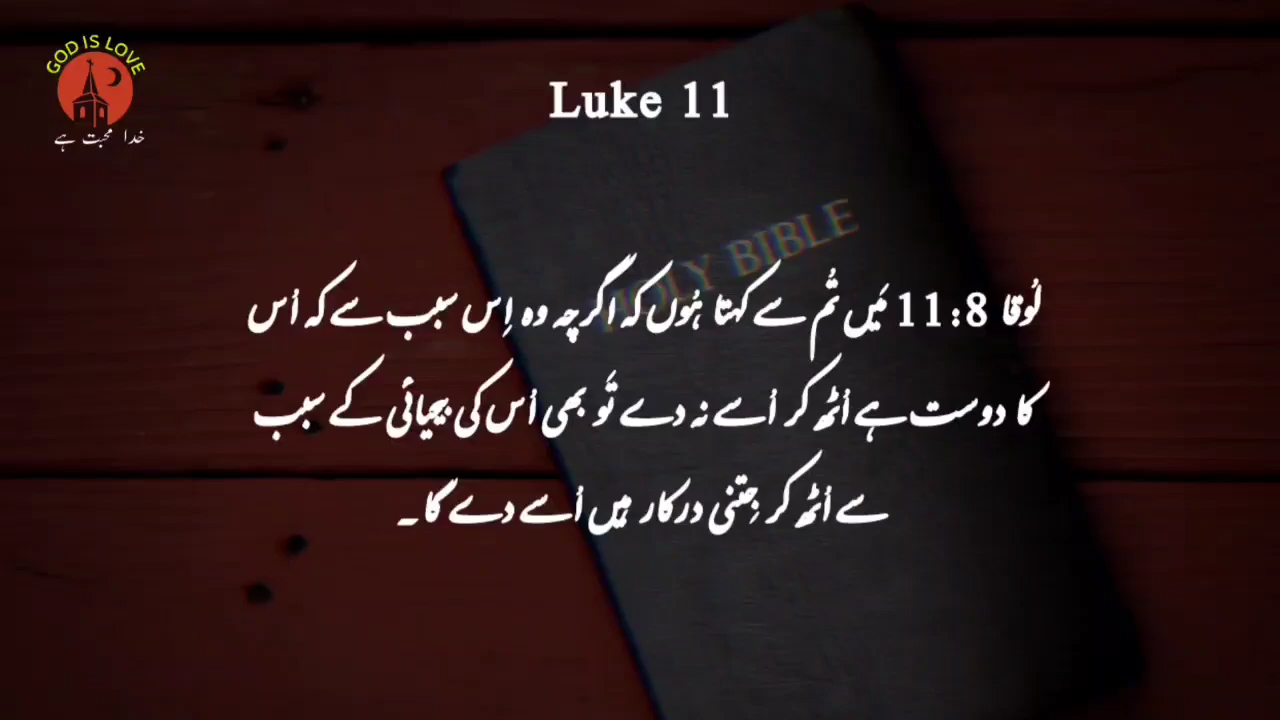 GOD IS LOVE
خدا محبت ہے
Luke 11
HOLY BIBLE
لُوقا 11:8 مَیں تُم سے کہتا ہُوں کہ اگرچہ وہ اِس سبب سے کہ اُس
کا دوست ہے اُٹھ کر اُسے نہ دے تَو بھی اُس کی بیحیائی کے سبب
سے اُٹھ کر جِتنی درکار ہیں اُسے دے گا۔